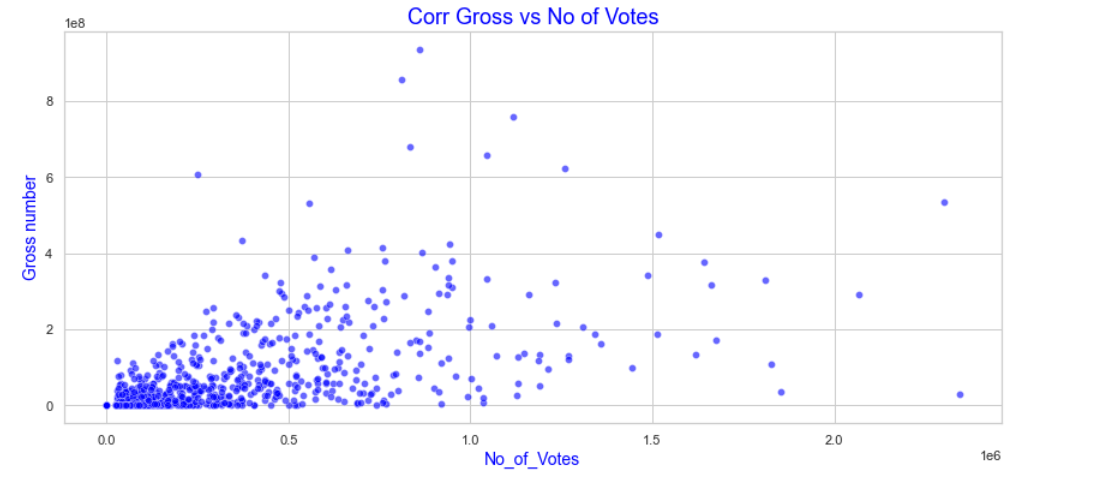 Corr Gross vs No of Votes
1e8
8
6
4
2
0
Gross number
0.0 0.5 1.0 1.5 2.0
1e6
No_of_Votes